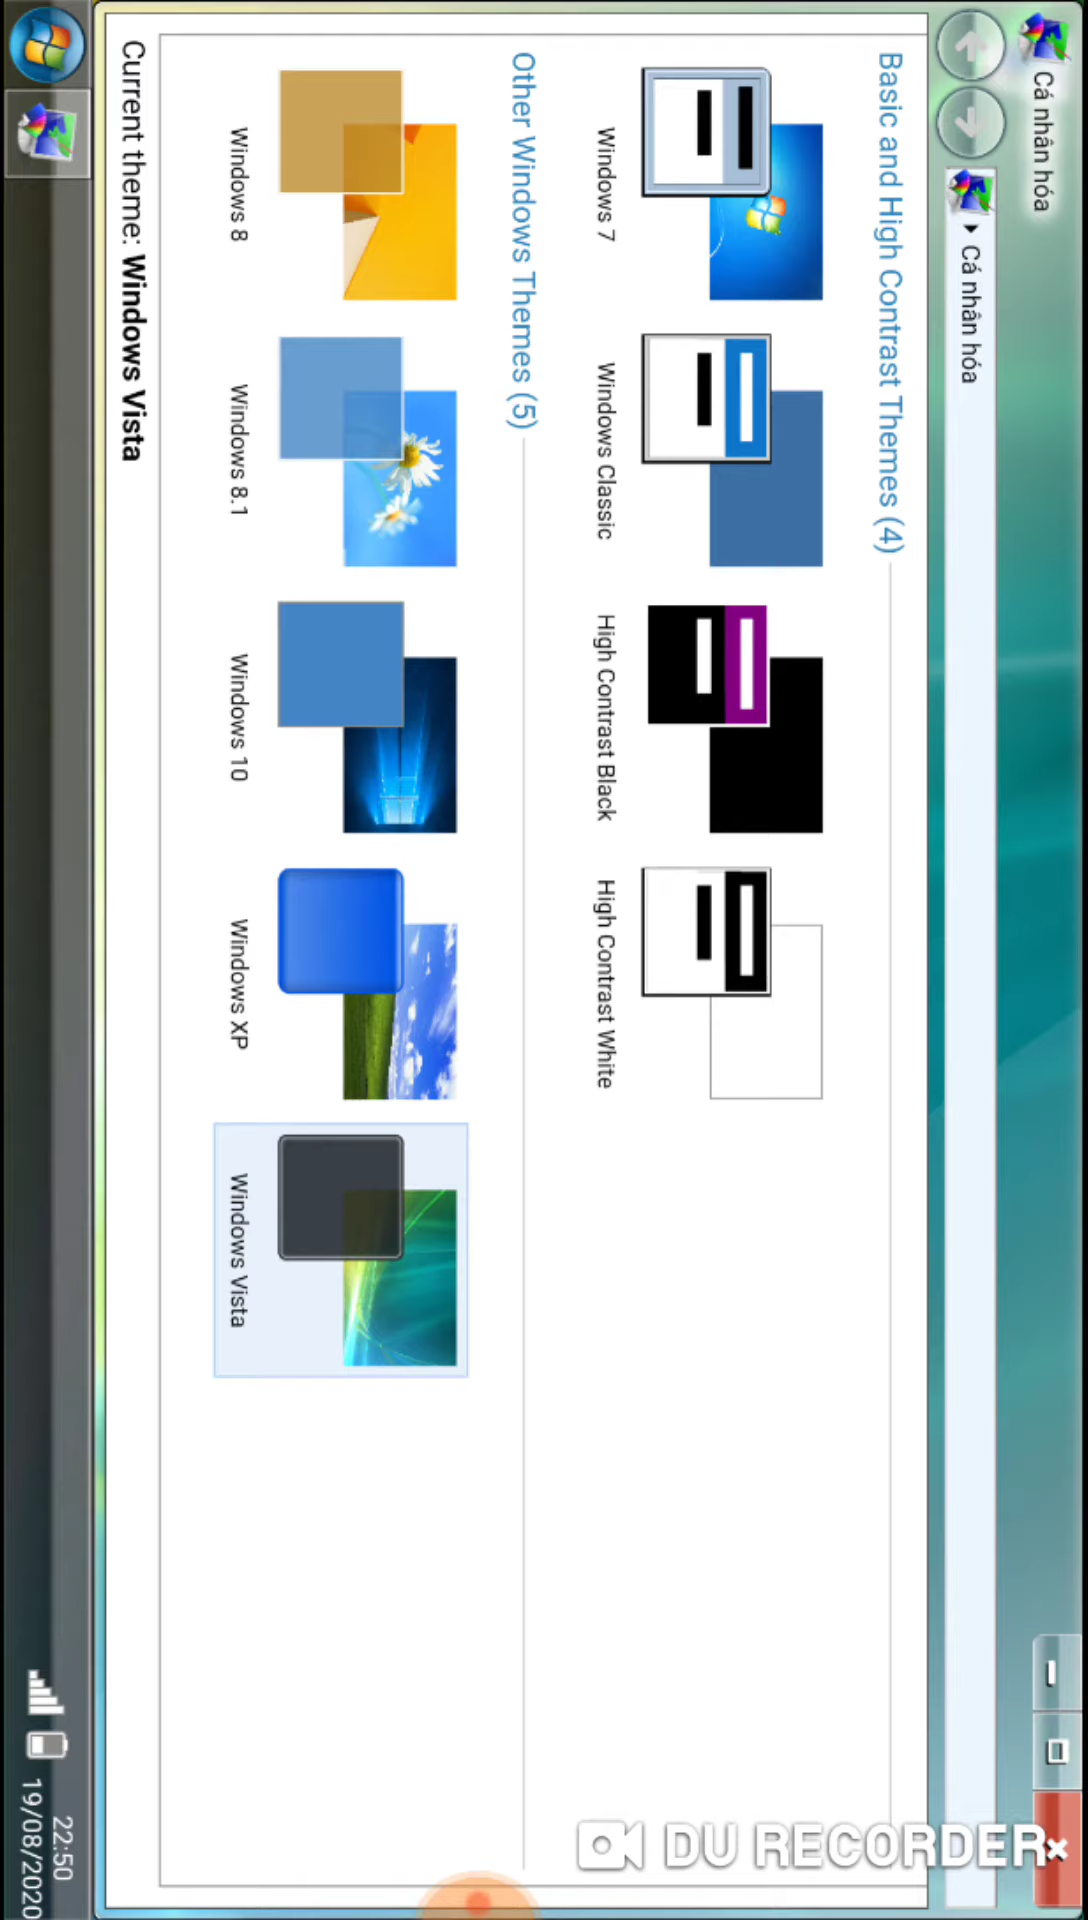 Cá nhân hóa
Cá nhân hóa
Basic and High Contrast Themes (4)
Windows 7
Windows Classic
High Contrast Black
High Contrast White
Other Windows Themes (5)
Windows 8
Windows 8.1
Windows 10
Windows XP
Windows Vista
Current theme: Windows Vista
22:50
19/08/2020
DU RECORDER